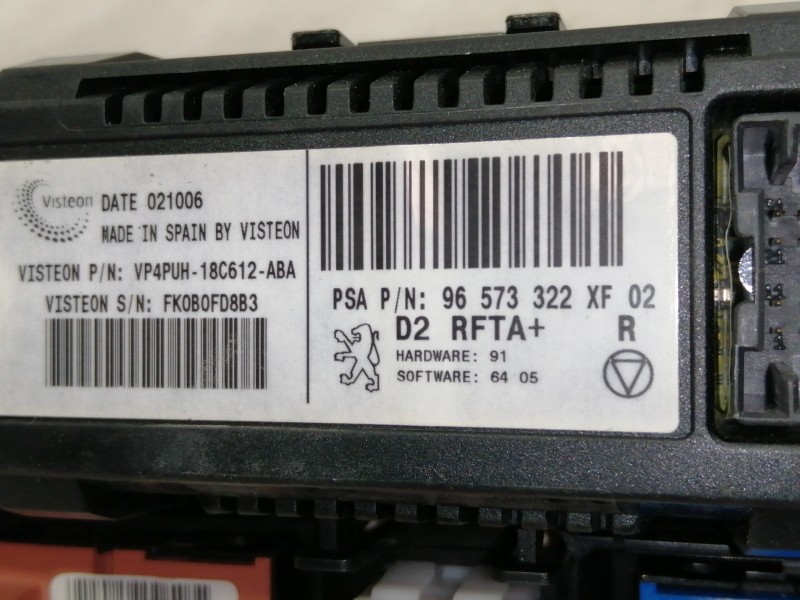 Visteon DATE 021006
MADE IN SPAIN BY VISTEON
VISTEON P/N: VP4PUH-18C612-ABA
VISTEON S/N: FK0B0FD8B3
PSA P/N: 96 573 322 XF 02
D2 RFTA+ R
HARDWARE: 91
SOFTWARE: 64 05